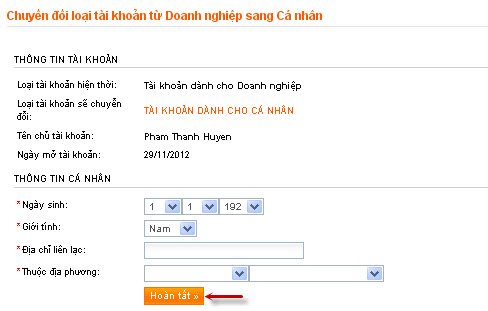 Chuyển đổi loại tài khoản từ Doanh nghiệp sang Cá nhân
THÔNG TIN TÀI KHOẢN
Loại tài khoản hiện thời: Tài khoản dành cho Doanh nghiệp
Loại tài khoản sẽ chuyển đổi: TÀI KHOẢN DÀNH CHO CÁ NHÂN
Tên chủ tài khoản: Pham Thanh Huyen
Ngày mở tài khoản: 29/11/2012
THÔNG TIN CÁ NHÂN
*Ngày sinh: 1 1 192
*Giới tính: Nam
*Địa chỉ liên lạc:
*Thuộc địa phương:
Hoàn tất »